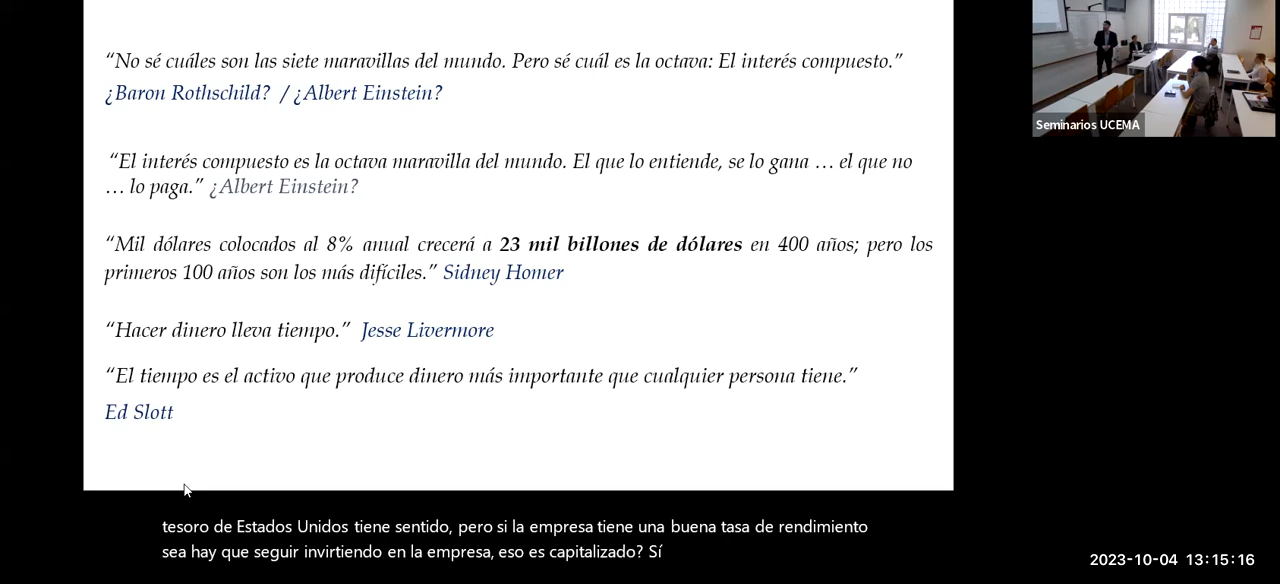 “No sé cuáles son las siete maravillas del mundo. Pero sé cuál es la octava: El interés compuesto.”
¿Baron Rothschild? / ¿Albert Einstein?
“El interés compuesto es la octava maravilla del mundo. El que lo entiende, se lo gana … el que no
… lo paga.” ¿Albert Einstein?
“Mil dólares colocados al 8% anual crecerá a 23 mil billones de dólares en 400 años; pero los
primeros 100 años son los más difíciles.” Sidney Homer
“Hacer dinero lleva tiempo.” Jesse Livermore
“El tiempo es el activo que produce dinero más importante que cualquier persona tiene.”
Ed Slott
Seminarios UCEMA
tesoro de Estados Unidos tiene sentido, pero si la empresa tiene una buena tasa de rendimiento
sea hay que seguir invirtiendo en la empresa, eso es capitalizado? Sí
2023-10-04 13:15:16